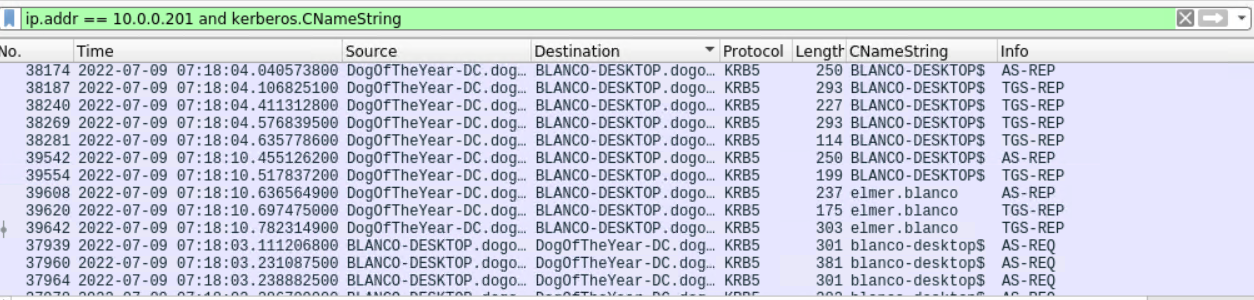 ip.addr == 10.0.0.201 and kerberos.CNameString
No. Time Source Destination Protocol Length CNameString Info
38174 2022-07-09 07:18:04.040573800 DogOfTheYear-DC.dog… BLANCO-DESKTOP.dogo… KRB5 250 BLANCO-DESKTOP$ AS-REP
38187 2022-07-09 07:18:04.106825100 DogOfTheYear-DC.dog… BLANCO-DESKTOP.dogo… KRB5 293 BLANCO-DESKTOP$ TGS-REP
38240 2022-07-09 07:18:04.411312800 DogOfTheYear-DC.dog… BLANCO-DESKTOP.dogo… KRB5 227 BLANCO-DESKTOP$ TGS-REP
38269 2022-07-09 07:18:04.576839500 DogOfTheYear-DC.dog… BLANCO-DESKTOP.dogo… KRB5 293 BLANCO-DESKTOP$ TGS-REP
38281 2022-07-09 07:18:04.635778600 DogOfTheYear-DC.dog… BLANCO-DESKTOP.dogo… KRB5 114 BLANCO-DESKTOP$ TGS-REP
39542 2022-07-09 07:18:10.455126200 DogOfTheYear-DC.dog… BLANCO-DESKTOP.dogo… KRB5 250 BLANCO-DESKTOP$ AS-REP
39554 2022-07-09 07:18:10.517837200 DogOfTheYear-DC.dog… BLANCO-DESKTOP.dogo… KRB5 199 BLANCO-DESKTOP$ TGS-REP
39608 2022-07-09 07:18:10.636564900 DogOfTheYear-DC.dog… BLANCO-DESKTOP.dogo… KRB5 237 elmer.blanco AS-REP
39620 2022-07-09 07:18:10.697475000 DogOfTheYear-DC.dog… BLANCO-DESKTOP.dogo… KRB5 175 elmer.blanco TGS-REP
39642 2022-07-09 07:18:10.782314900 DogOfTheYear-DC.dog… BLANCO-DESKTOP.dogo… KRB5 303 elmer.blanco TGS-REP
37939 2022-07-09 07:18:03.111206800 BLANCO-DESKTOP.dogo… DogOfTheYear-DC.dog… KRB5 301 blanco-desktop$ AS-REQ
37960 2022-07-09 07:18:03.231087500 BLANCO-DESKTOP.dogo… DogOfTheYear-DC.dog… KRB5 381 blanco-desktop$ AS-REQ
37964 2022-07-09 07:18:03.238882500 BLANCO-DESKTOP.dogo… DogOfTheYear-DC.dog… KRB5 301 blanco-desktop$ AS-REQ